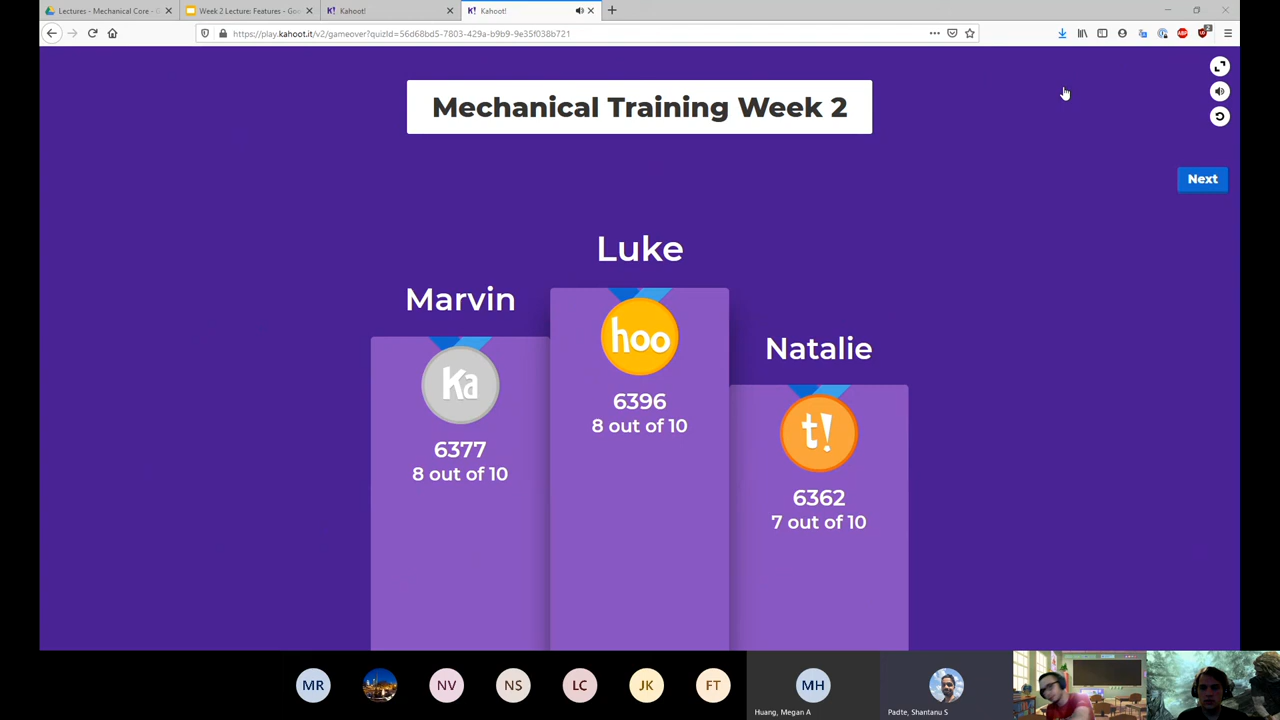 Lectures - Mechanical Core -
Week 2 Lecture: Features - Goo
Kahoot!
Kahoot!
https://play.kahoot.it/v2/gameover?quizId=56d68bd5-7803-429a-b9b9-9e35f038b721
Mechanical Training Week 2
Next
Luke
Marvin
Natalie
hoo
ka
t!
6396
8 out of 10
6377
8 out of 10
6362
7 out of 10
MR
NV
NS
LC
JK
FT
MH
Huang, Megan A
Padte, Shantanu S